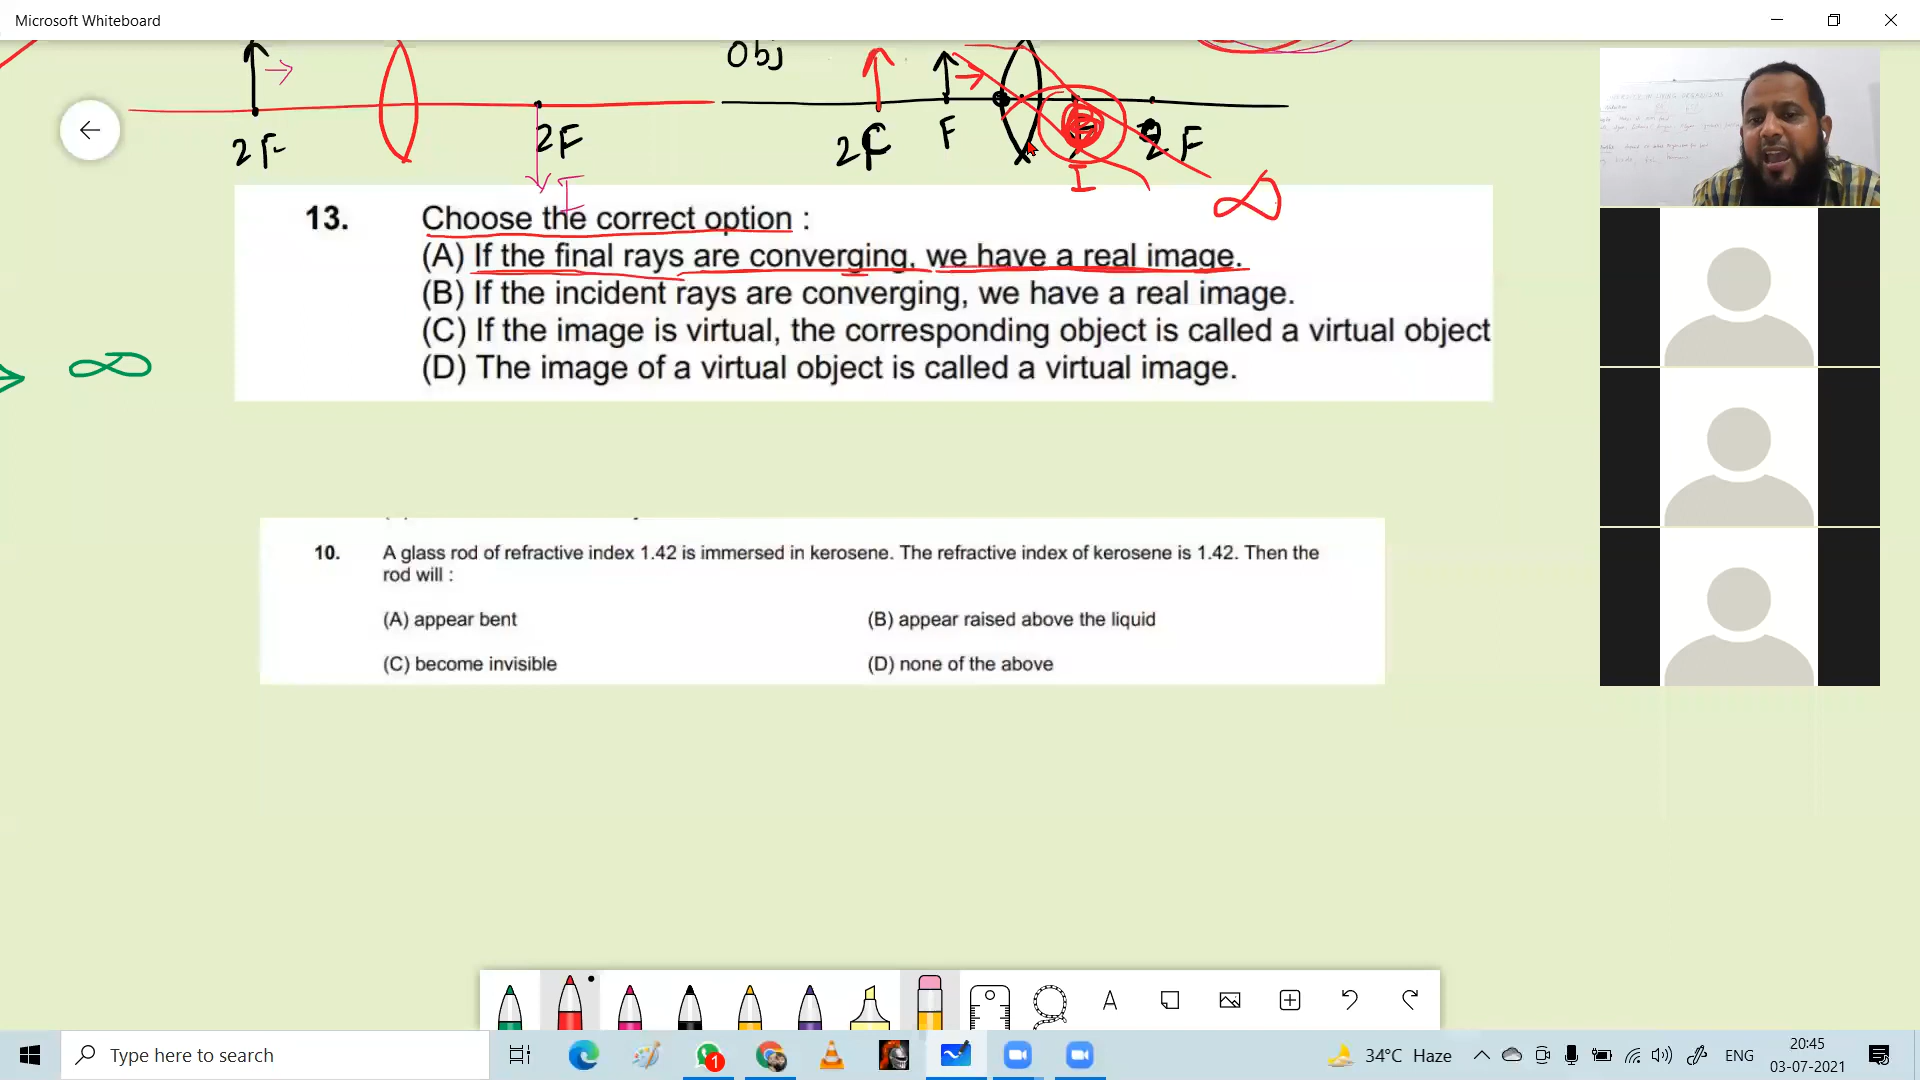 Microsoft Whiteboard
Obj
2F
2F
I
2F
F
I
2F
∞
13. Choose the correct option :
(A) If the final rays are converging, we have a real image.
(B) If the incident rays are converging, we have a real image.
(C) If the image is virtual, the corresponding object is called a virtual object
(D) The image of a virtual object is called a virtual image.
∞
10. A glass rod of refractive index 1.42 is immersed in kerosene. The refractive index of kerosene is 1.42. Then the
rod will :
(A) appear bent (B) appear raised above the liquid
(C) become invisible (D) none of the above
A
Type here to search
1
34°C Haze
ENG
20:45
03-07-2021